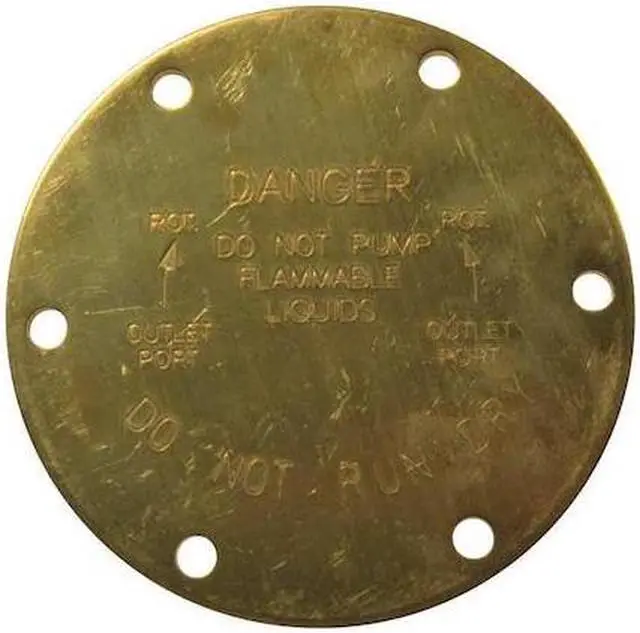 DANGER
ROT.
ROT.
DO NOT PUMP
FLAMMABLE
LIQUIDS
OUTLET
PORT
OUTLET
PORT
DO NOT RUN DRY